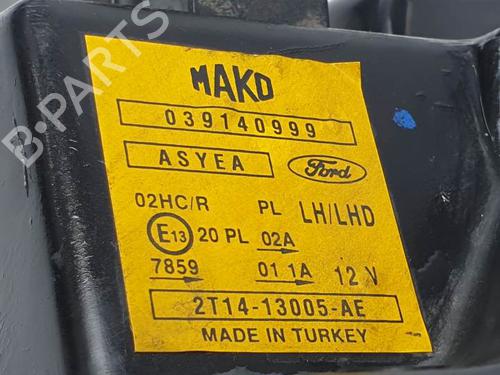 B-PARTS
MAKO
039140999
ASYEA Ford
02HC/R PL LH/LHD
E13 20 PL 02A
7859 01 1A 12 V
2T14-13005-AE
MADE IN TURKEY